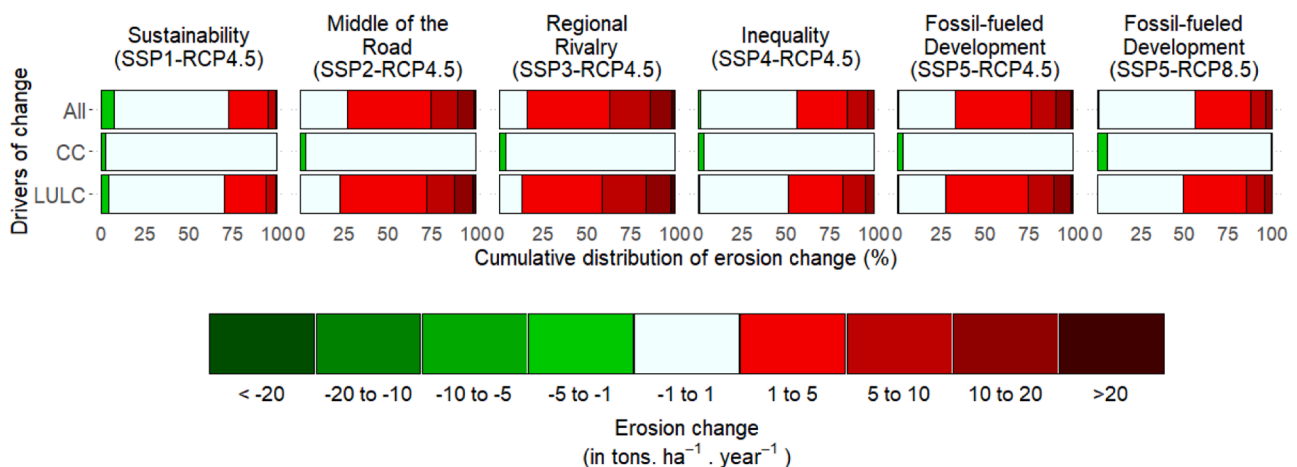 Sustainability
(SSP1-RCP4.5)
Middle of the
Road
(SSP2-RCP4.5)
Regional
Rivalry
(SSP3-RCP4.5)
Inequality
(SSP4-RCP4.5)
Fossil-fueled
Development
(SSP5-RCP4.5)
Fossil-fueled
Development
(SSP5-RCP8.5)
Drivers of change
All
CC
LULC
0 25 50 75 100 0 25 50 75 100 0 25 50 75 100 0 25 50 75 100 0 25 50 75 100 0 25 50 75 100
Cumulative distribution of erosion change (%)
< -20 -20 to -10 -10 to -5 -5 to -1 -1 to 1 1 to 5 5 to 10 10 to 20 >20
Erosion change
(in tons. ha⁻¹ . year⁻¹ )